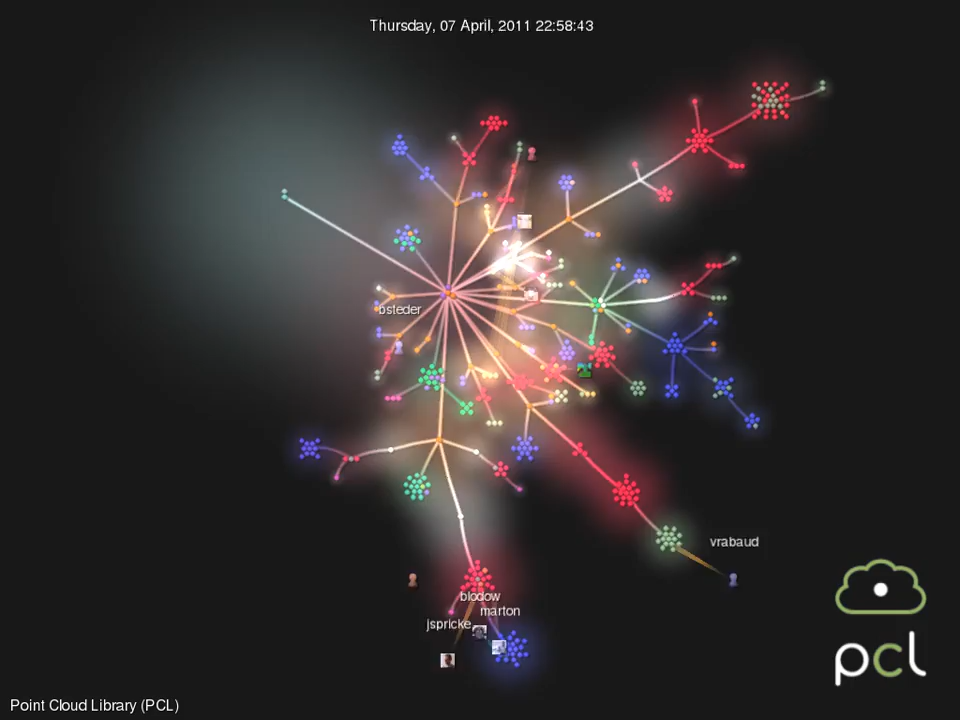 Thursday, 07 April, 2011 22:58:43
bsteder
vrabaud
blodow
marton
jspricke
pcl
Point Cloud Library (PCL)